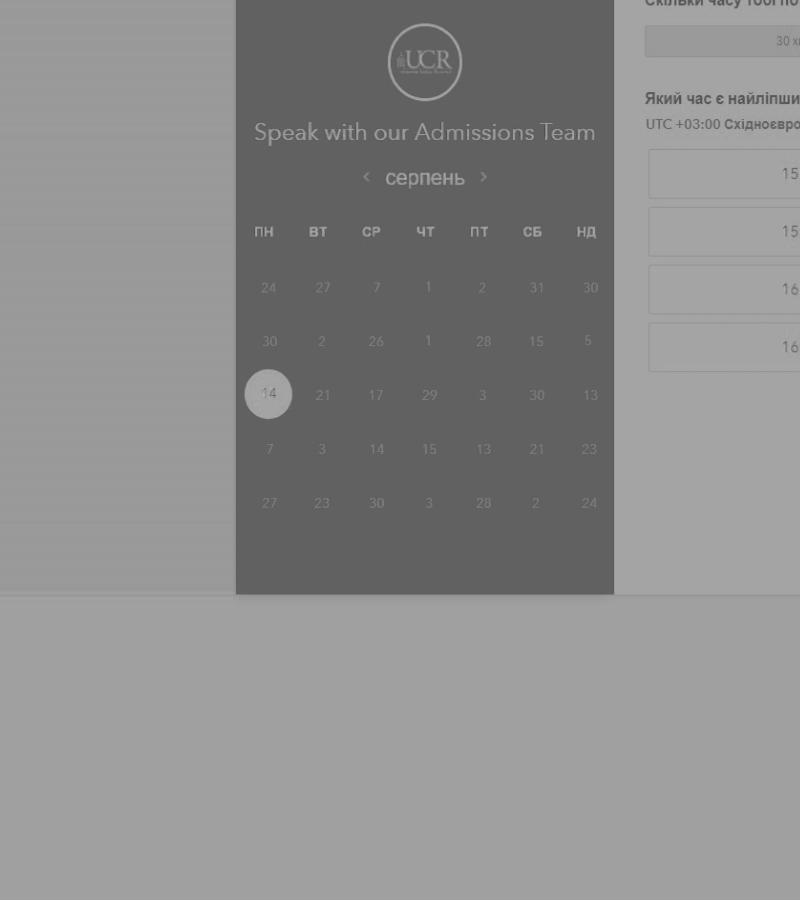 Скільки часу тобі по
30 хв
UCR
Speak with our Admissions Team
Який час є найліпши
UTC +03:00 Східноєвро
< серпень >
ПН ВТ СР ЧТ ПТ СБ НД
15
15
16
16
24 27 7 1 2 31 30
30 2 26 1 28 15 5
14 21 17 29 3 30 13
7 3 14 15 13 21 23
27 23 30 3 28 2 24